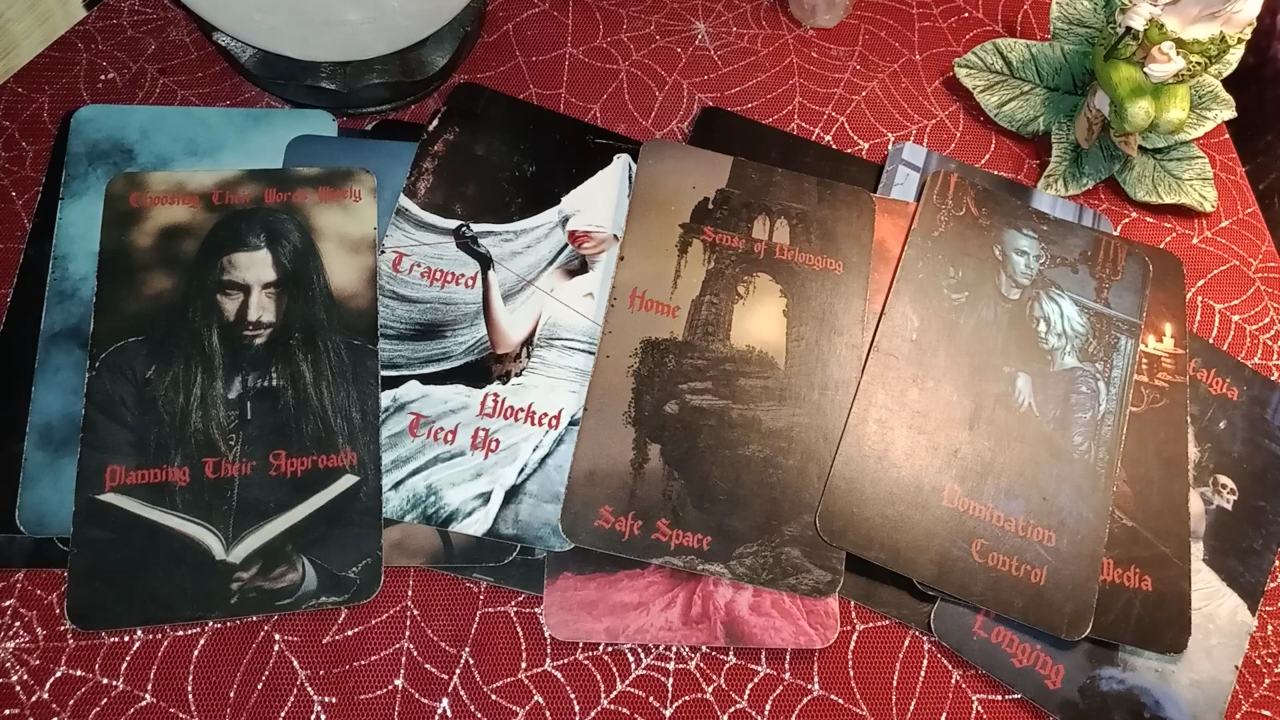 Choosing Their Words Wisely
Planning Their Approach
Trapped
Blocked
Tied Up
Sense of Belonging
Home
Safe Space
Domination
Control
Media
talgia
Longing